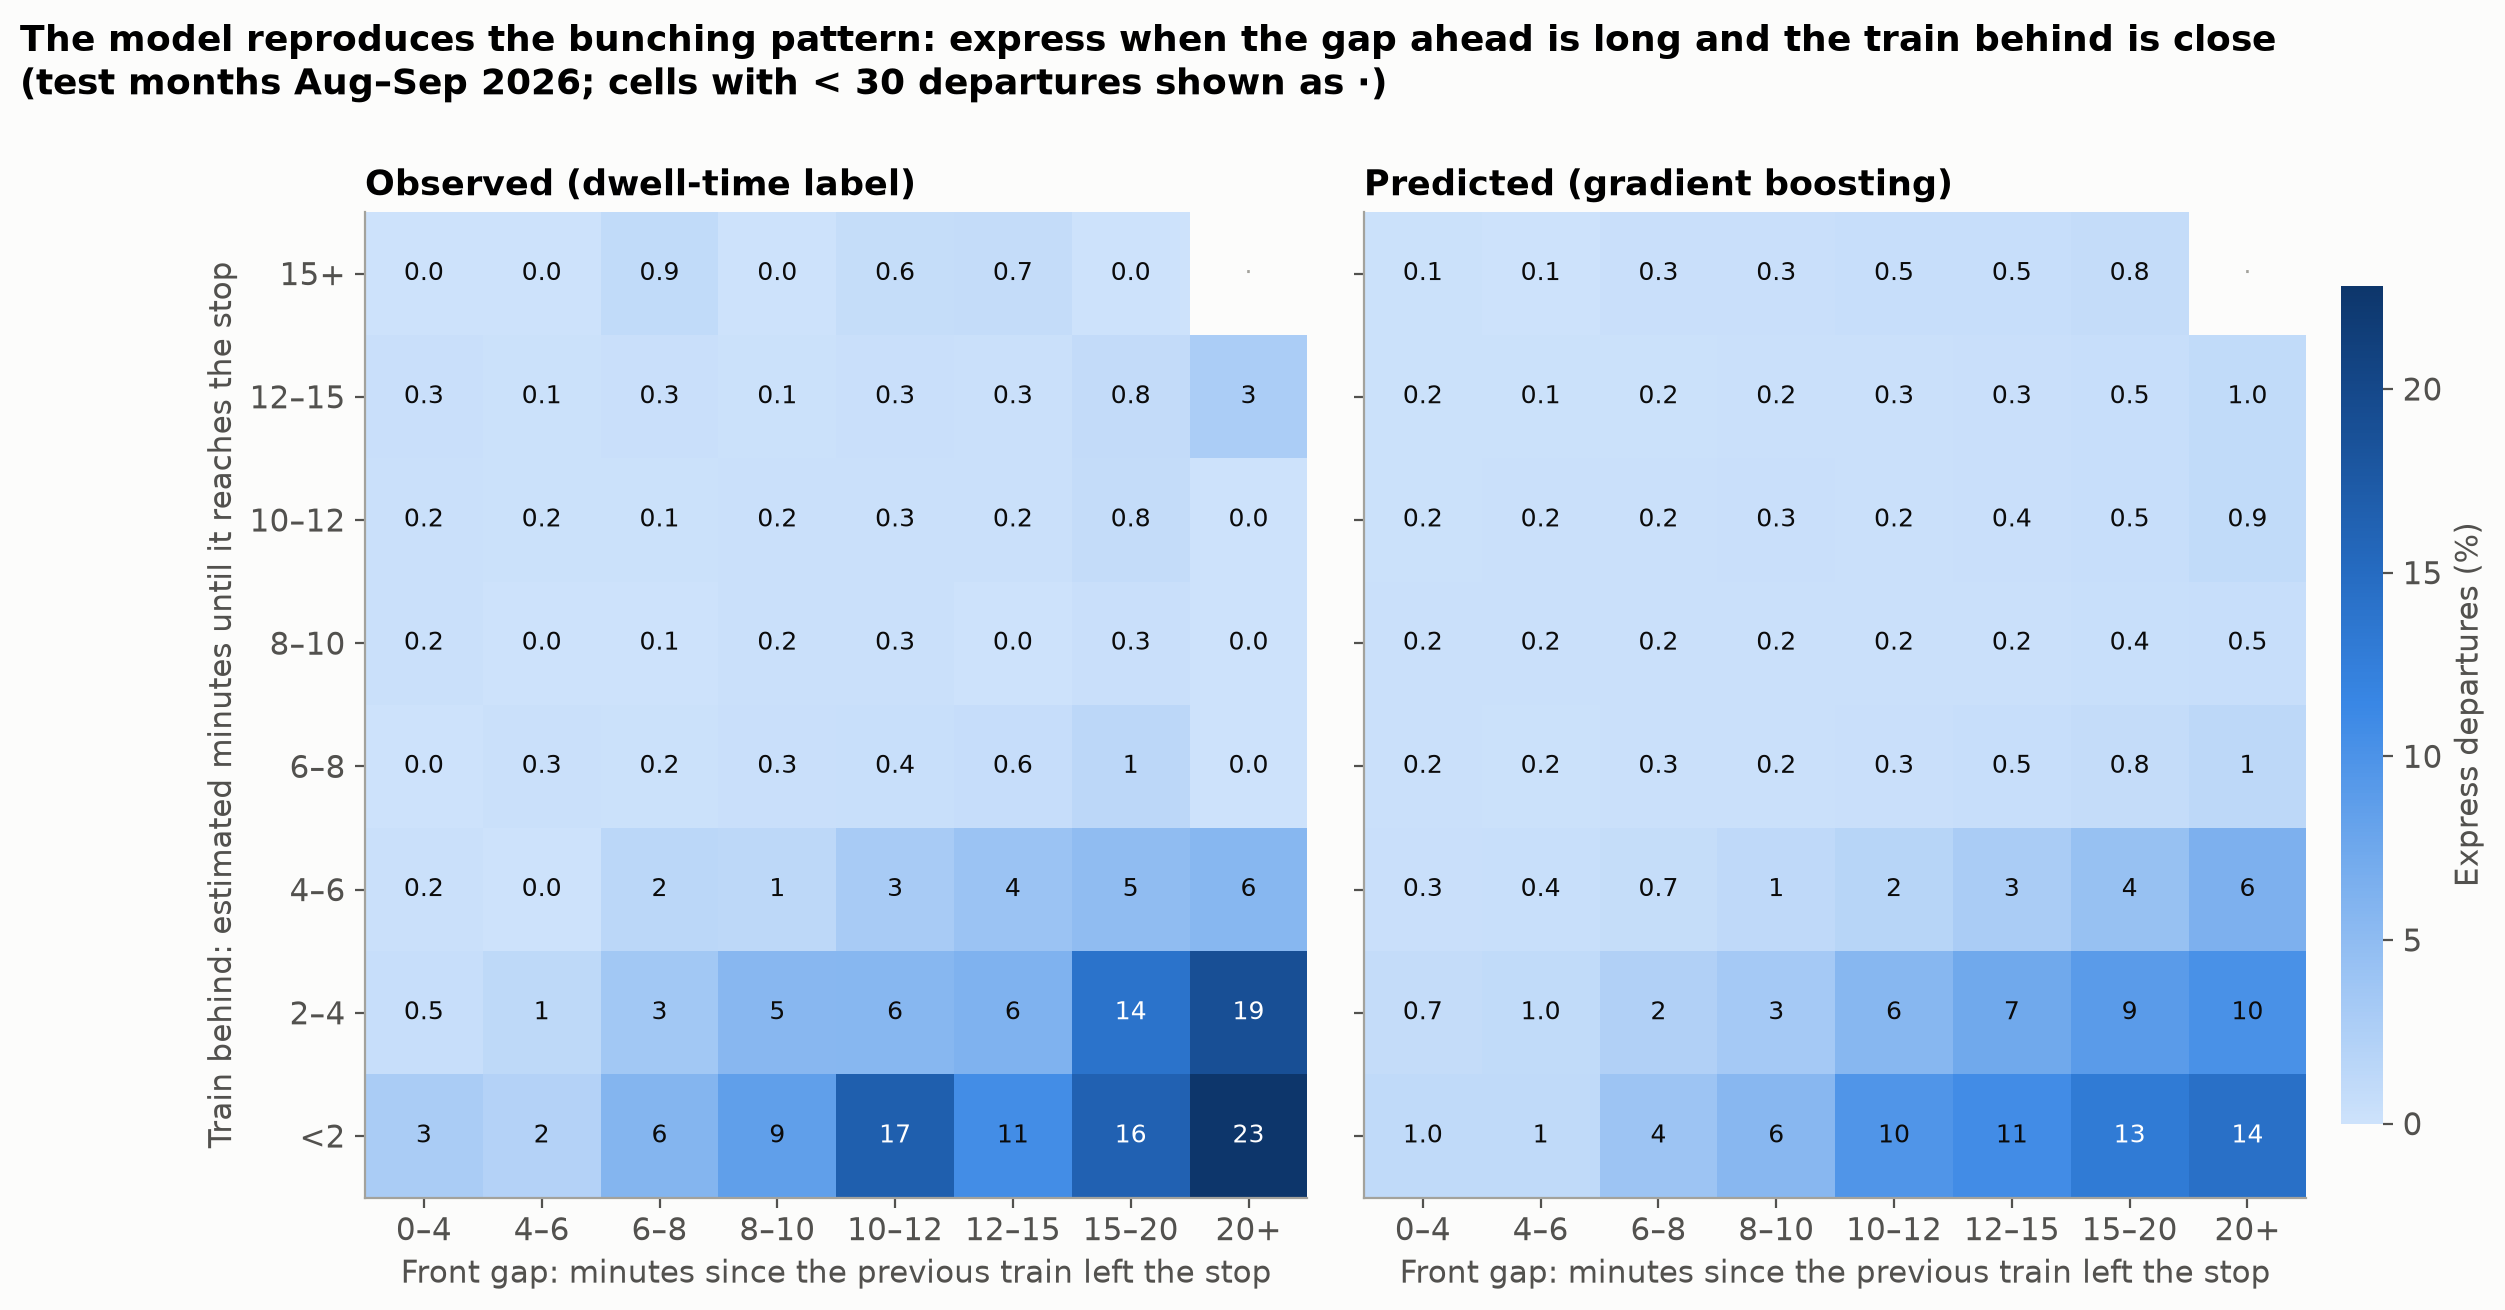 The model reproduces the bunching pattern: express when the gap ahead is long and the train behind is close
(test months Aug–Sep 2026; cells with < 30 departures shown as ·)
Observed (dwell-time label)
Train behind: estimated minutes until it reaches the stop
15+ 0.0 0.0 0.9 0.0 0.6 0.7 0.0 ·
12–15 0.3 0.1 0.3 0.1 0.3 0.3 0.8 3
10–12 0.2 0.2 0.1 0.2 0.3 0.2 0.8 0.0
8–10 0.2 0.0 0.1 0.2 0.3 0.0 0.3 0.0
6–8 0.0 0.3 0.2 0.3 0.4 0.6 1 0.0
4–6 0.2 0.0 2 1 3 4 5 6
2–4 0.5 1 3 5 6 6 14 19
<2 3 2 6 9 17 11 16 23
0–4 4–6 6–8 8–10 10–12 12–15 15–20 20+
Front gap: minutes since the previous train left the stop
Predicted (gradient boosting)
0.1 0.1 0.3 0.3 0.5 0.5 0.8 ·
0.2 0.1 0.2 0.2 0.3 0.3 0.5 1.0
0.2 0.2 0.2 0.3 0.2 0.4 0.5 0.9
0.2 0.2 0.2 0.2 0.2 0.2 0.4 0.5
0.2 0.2 0.3 0.2 0.3 0.5 0.8 1
0.3 0.4 0.7 1 2 3 4 6
0.7 1.0 2 3 6 7 9 10
1.0 1 4 6 10 11 13 14
0–4 4–6 6–8 8–10 10–12 12–15 15–20 20+
Front gap: minutes since the previous train left the stop
20
15
10
5
0
Express departures (%)